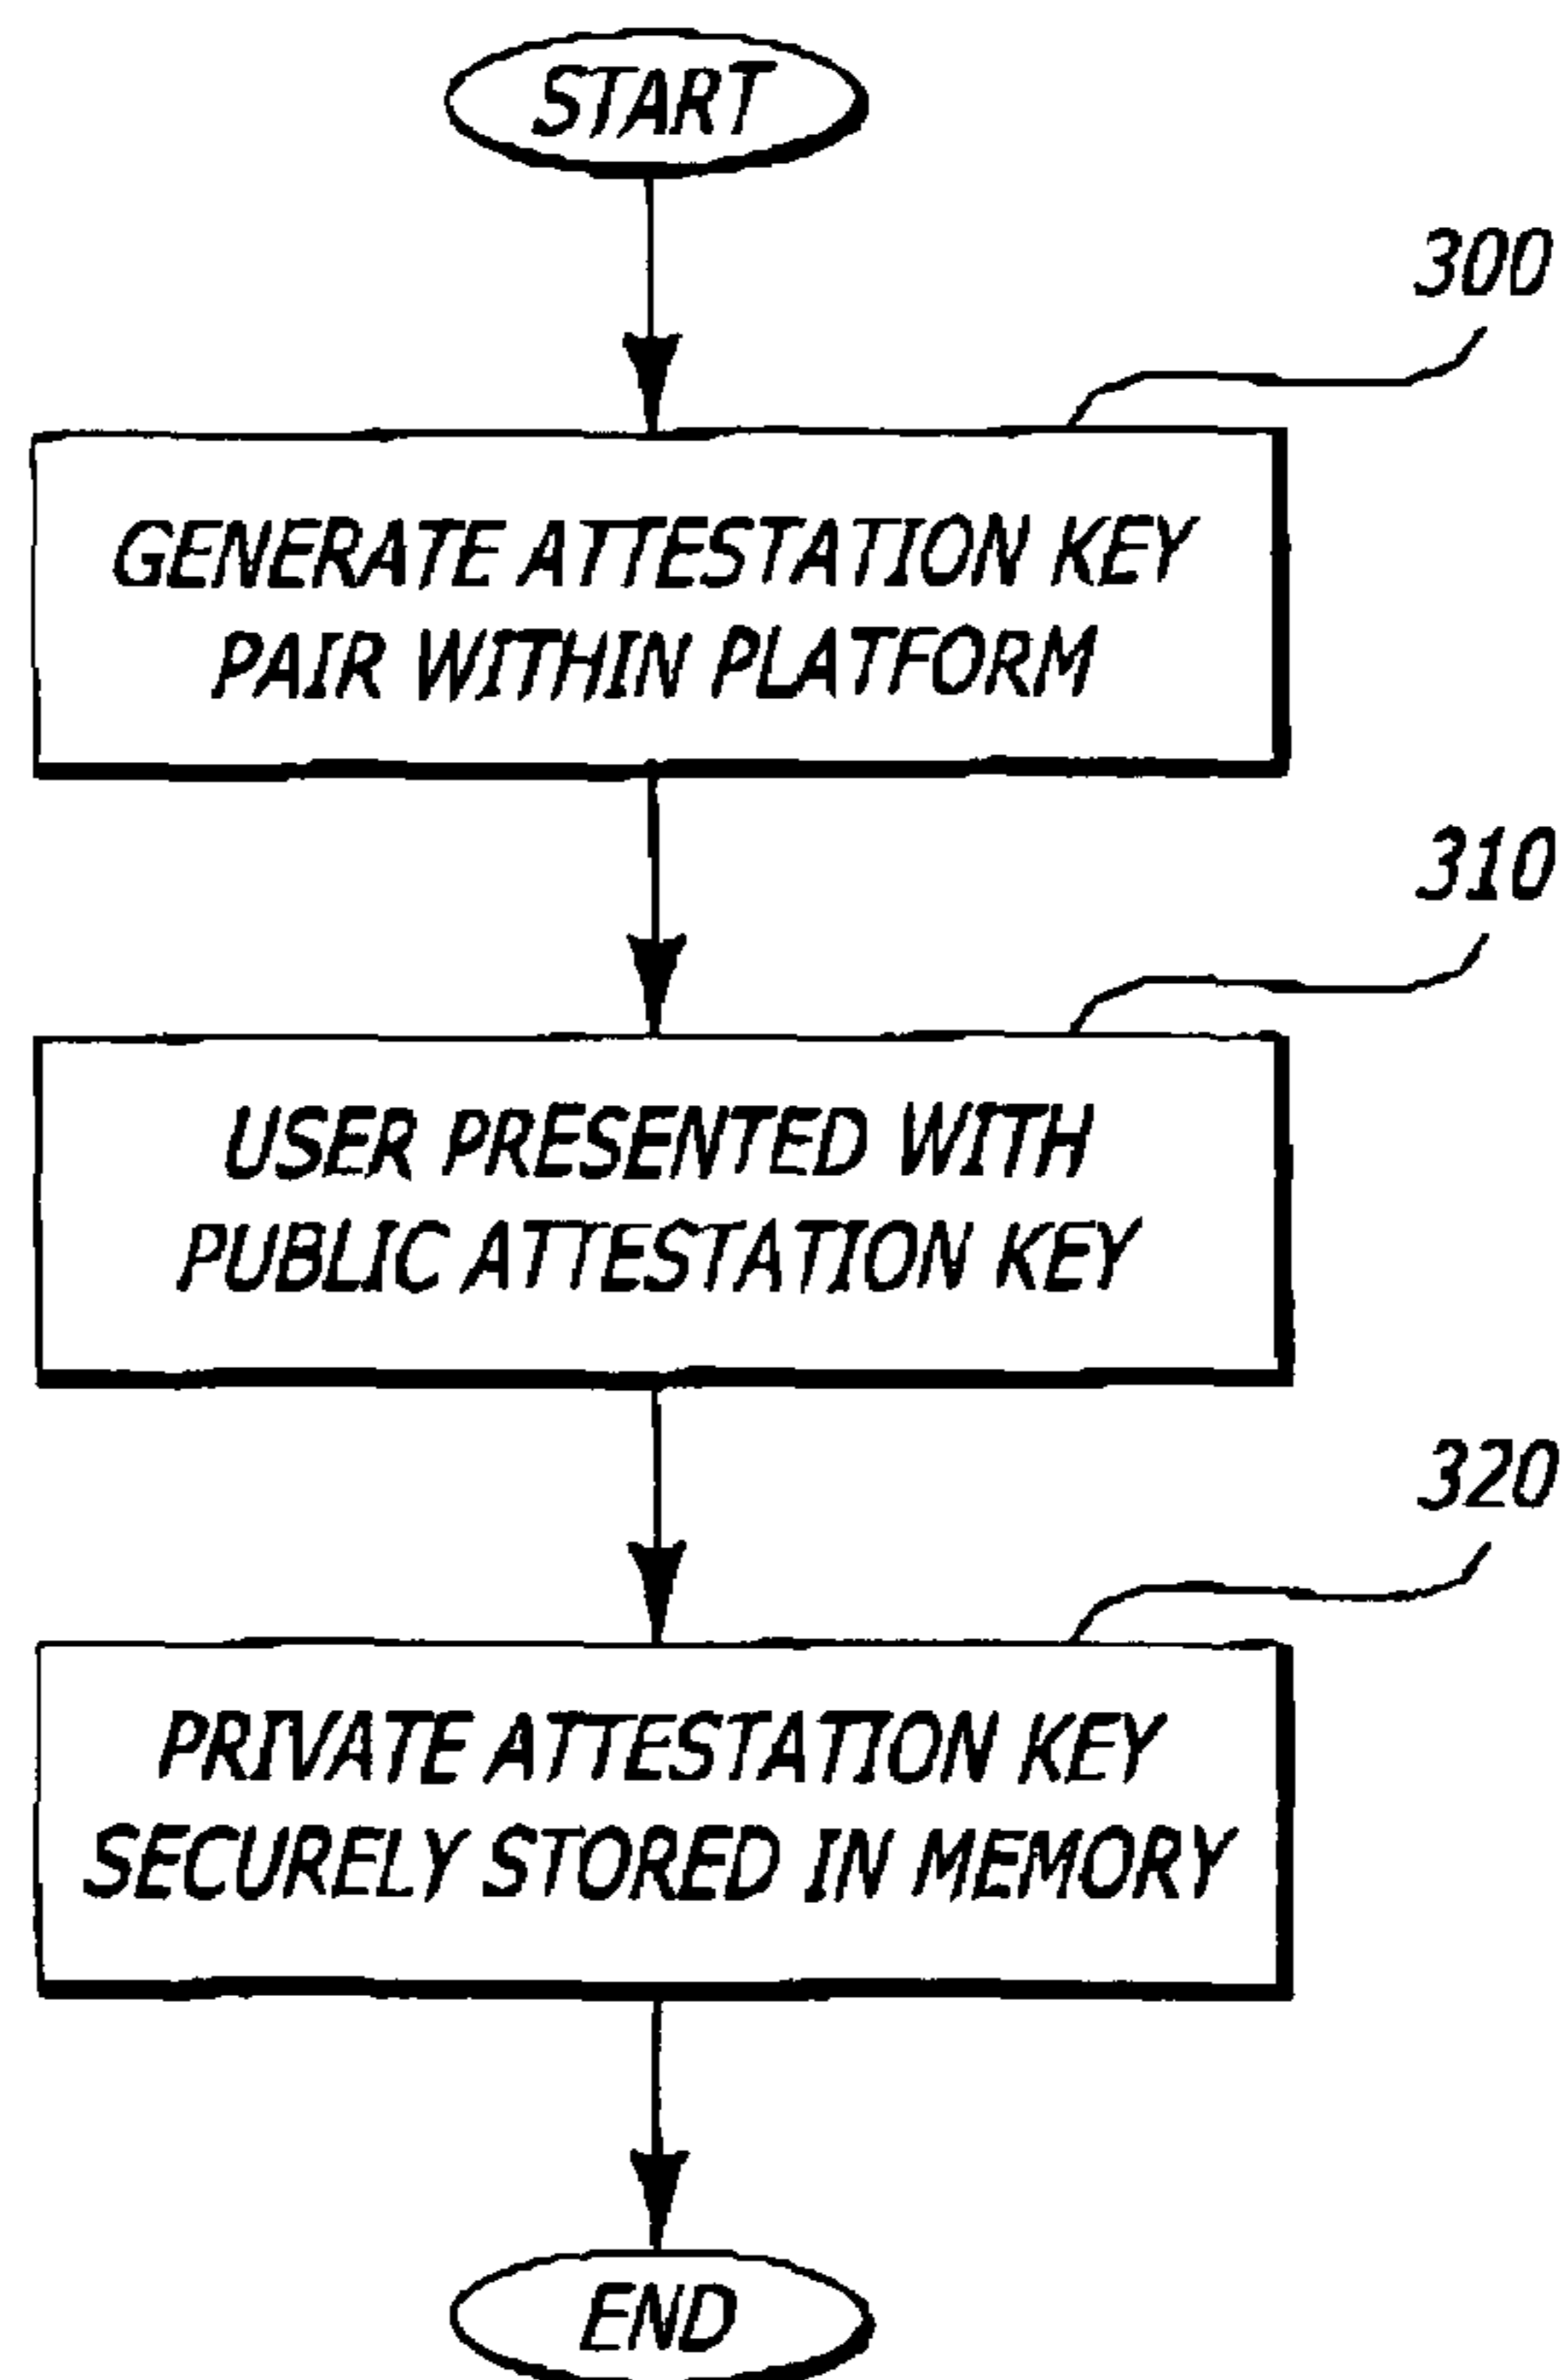 START
300
GENERATE ATTESTATION KEY
PAIR WITHIN PLATFORM
310
USER PRESENTED WITH
PUBLIC ATTESTATION KEY
320
PRIVATE ATTESTATION KEY
SECURELY STORED IN MEMORY
END